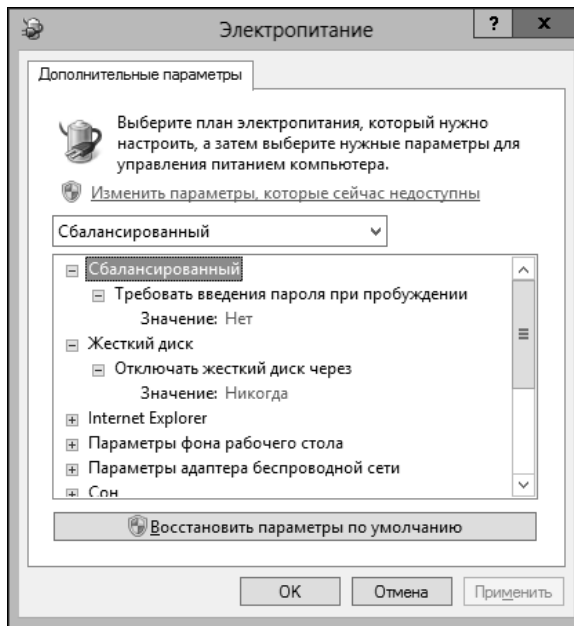 Электропитание
? x
Дополнительные параметры
Выберите план электропитания, который нужно
настроить, а затем выберите нужные параметры для
управления питанием компьютера.
Изменить параметры, которые сейчас недоступны
Сбалансированный
Сбалансированный
Требовать введения пароля при пробуждении
Значение: Нет
Жесткий диск
Отключать жесткий диск через
Значение: Никогда
Internet Explorer
Параметры фона рабочего стола
Параметры адаптера беспроводной сети
Сон
Восстановить параметры по умолчанию
OK Отмена Применить